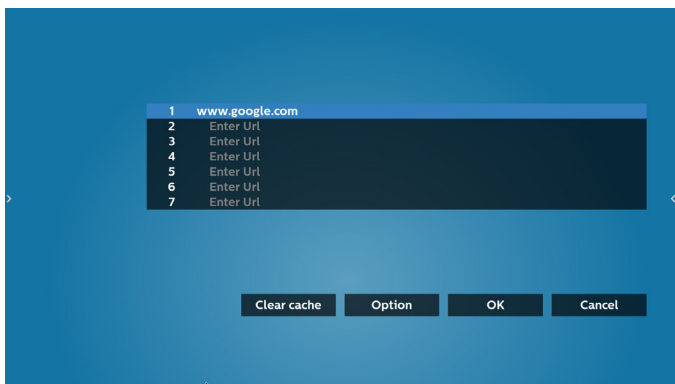 1 www.google.com
2 Enter Url
3 Enter Url
4 Enter Url
5 Enter Url
6 Enter Url
7 Enter Url
Clear cache Option OK Cancel